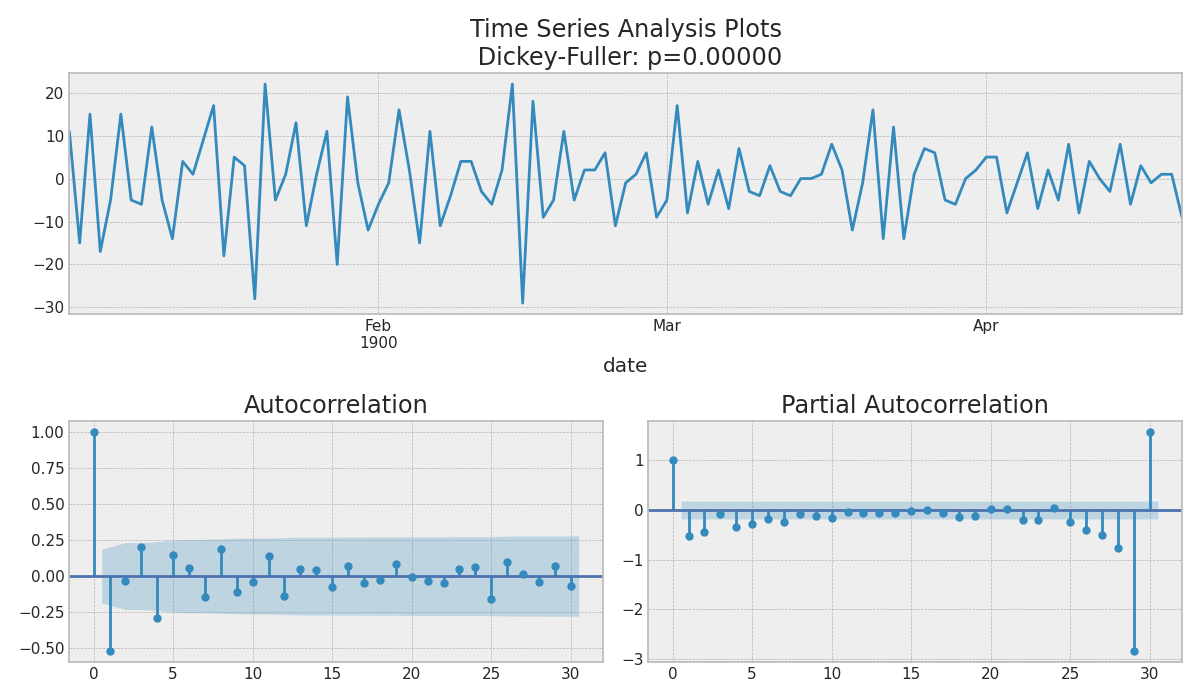 Time Series Analysis Plots
Dickey-Fuller: p=0.00000
20
10
0
−10
−20
−30
Feb
1900
Mar
Apr
date
Autocorrelation
1.00
0.75
0.50
0.25
0.00
−0.25
−0.50
0 5 10 15 20 25 30
Partial Autocorrelation
1
0
−1
−2
−3
0 5 10 15 20 25 30